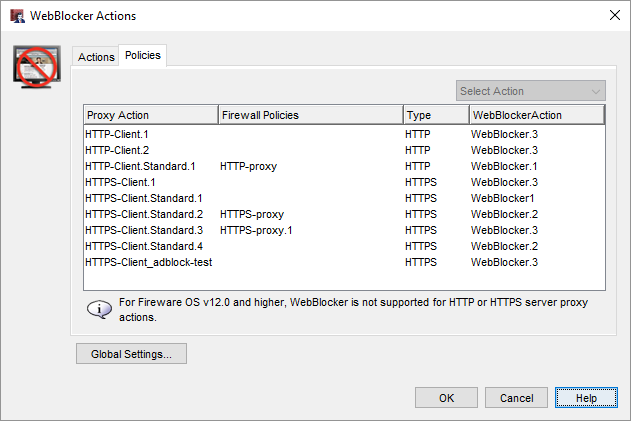 WebBlocker Actions
Actions Policies
Select Action
Proxy Action Firewall Policies Type WebBlockerAction
HTTP-Client.1 HTTP WebBlocker.3
HTTP-Client.2 HTTP WebBlocker.3
HTTP-Client.Standard.1 HTTP-proxy HTTP WebBlocker.1
HTTPS-Client.1 HTTPS WebBlocker.3
HTTPS-Client.Standard.1 HTTPS WebBlocker1
HTTPS-Client.Standard.2 HTTPS-proxy HTTPS WebBlocker.2
HTTPS-Client.Standard.3 HTTPS-proxy.1 HTTPS WebBlocker.3
HTTPS-Client.Standard.4 HTTPS WebBlocker.2
HTTPS-Client_adblock-test HTTPS WebBlocker.3
For Fireware OS v12.0 and higher, WebBlocker is not supported for HTTP or HTTPS server proxy
actions.
Global Settings...
OK Cancel Help